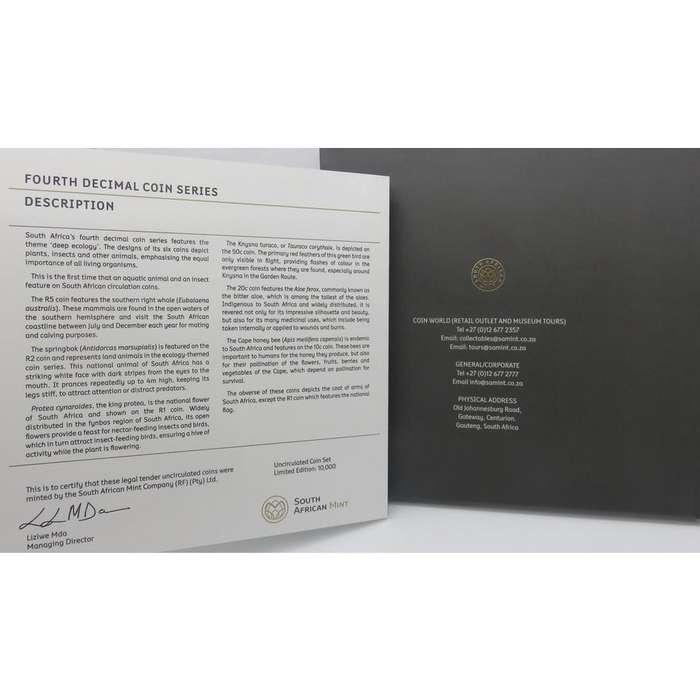 FOURTH DECIMAL COIN SERIES
DESCRIPTION
South Africa's fourth decimal coin series features the
theme 'deep ecology'. The designs of its six coins depict
plants, insects and other animals, emphasising the equal
importance of all living organisms.
This is the first time that an aquatic animal and an insect
feature on South African circulation coins.
The R5 coin features the southern right whale (Eubalaena
australis). These mammals are found in the open waters of
the southern hemisphere and visit the South African
coastline between July and December each year for mating
and calving purposes.
The springbok (Antidorcas marsupialis) is featured on the
R2 coin and represents land animals in the ecology-themed
coin series. This national animal of South Africa has a
striking white face with dark stripes from the eyes to the
mouth. It prances repeatedly up to 4m high, keeping its
legs stiff, to attract attention or distract predators.
Protea cynaroides, the king protea, is the national flower
of South Africa and shown on the R1 coin. Widely
distributed in the fynbos region of South Africa, its open
flowers provide a feast for nectar-feeding insects and birds,
which in turn attract insect-feeding birds, ensuring a hive of
activity while the plant is flowering.
The Knysna turaco, or Tauraco corythaix, is depicted on
the 50c coin. The primary red feathers of this green bird are
only visible in flight, providing flashes of colour in the
evergreen forests where they are found, especially around
Knysna in the Garden Route.
The 20c coin features the Aloe ferox, commonly known as
the bitter aloe, which is among the tallest of the aloes.
Indigenous to South Africa and widely distributed, it is
revered not only for its impressive silhouette and beauty,
but also for its many medicinal uses, which include being
taken internally or applied to wounds and burns.
The Cape honey bee (Apis mellifera capensis) is endemic
to South Africa and features on the 10c coin. These bees are
important to humans for the honey they produce, but also
for their pollination of the flowers, fruits, berries and
vegetables of the Cape, which depend on pollination for
survival.
The obverse of these coins depicts the coat of arms of
South Africa, except the R1 coin which features the national
flag.
This is to certify that these legal tender uncirculated coins were
minted by the South African Mint Company (RF) (Pty) Ltd.
Liziwe Mda
Managing Director
Uncirculated Coin Set
Limited Edition: 10,000
SOUTH
AFRICAN MINT
COIN WORLD (RETAIL OUTLET AND MUSEUM TOURS)
Tel +27 (0)12 677 2357
Email: collectables@samint.co.za
Email: tours@samint.co.za
GENERAL/CORPORATE
Tel +27 (0)12 677 2777
Email info@samint.co.za
PHYSICAL ADDRESS
Old Johannesburg Road,
Gateway, Centurion,
Gauteng, South Africa